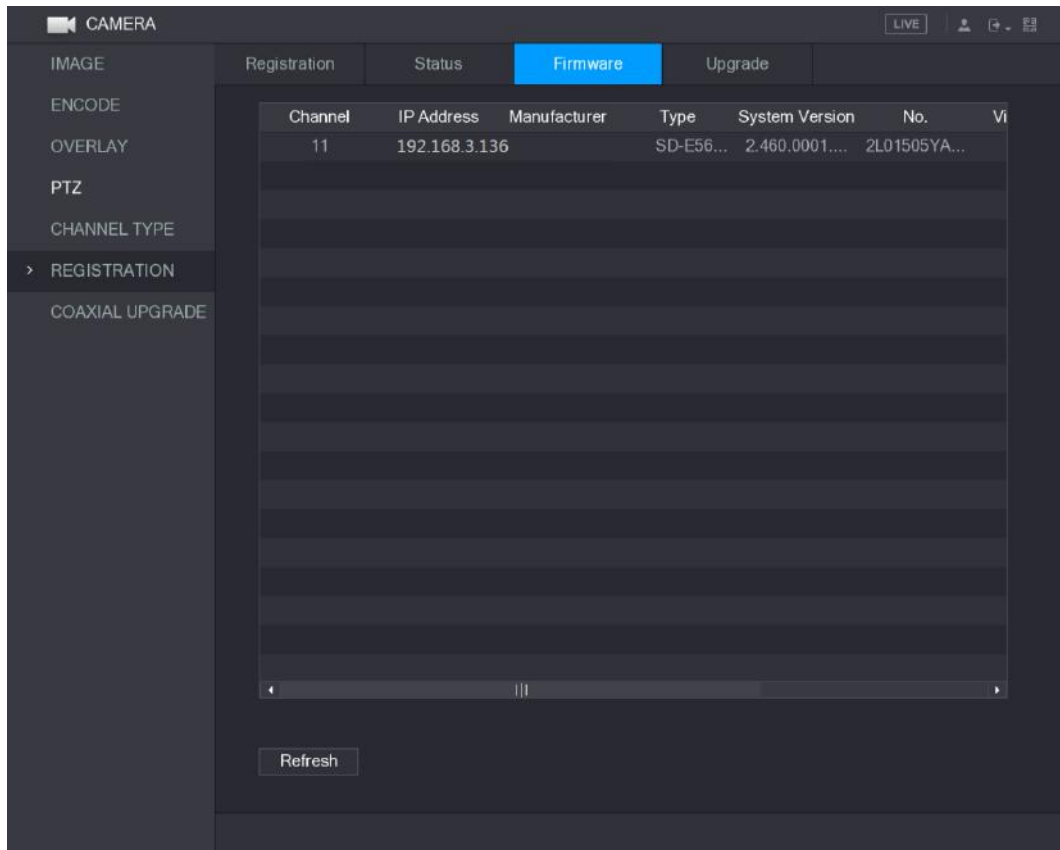 CAMERA LIVE
IMAGE
ENCODE
OVERLAY
PTZ
CHANNEL TYPE
> REGISTRATION
COAXIAL UPGRADE
Registration Status Firmware Upgrade
Channel IP Address Manufacturer Type System Version No. Vi
11 192.168.3.136 SD-E56... 2.460.0001.... 2L01505YA...
Refresh